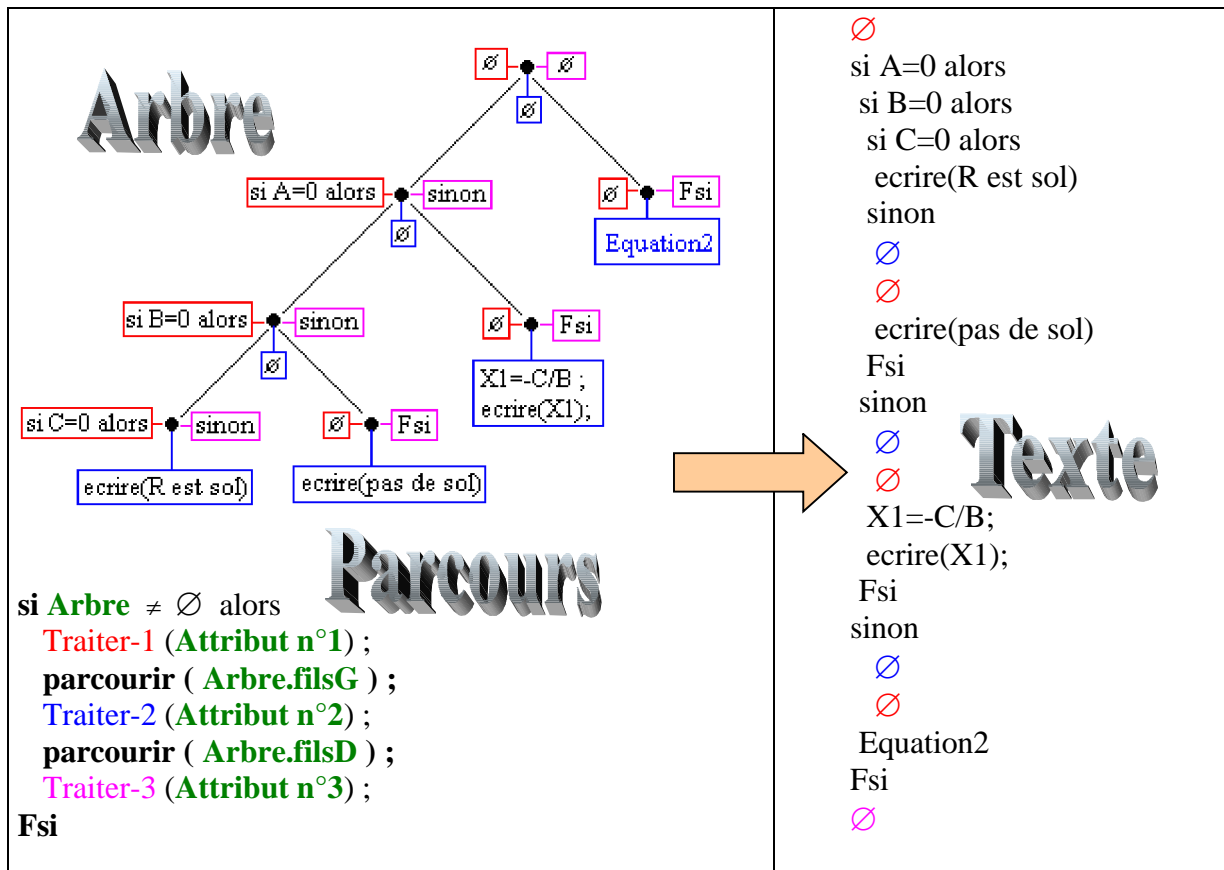 Arbre
∅ ∅
∅
si A=0 alors sinon
∅
∅ Fsi
Equation2
si B=0 alors sinon
∅
∅ Fsi
X1=-C/B ;
ecrire(X1);
si C=0 alors sinon
∅ Fsi
ecrire(R est sol)
ecrire(pas de sol)
Parcours
si Arbre ≠ ∅ alors
Traiter-1 (Attribut n°1) ;
parcourir ( Arbre.filsG ) ;
Traiter-2 (Attribut n°2) ;
parcourir ( Arbre.filsD ) ;
Traiter-3 (Attribut n°3) ;
Fsi
∅
si A=0 alors
si B=0 alors
si C=0 alors
ecrire(R est sol)
sinon
∅
∅
ecrire(pas de sol)
Fsi
sinon
∅
∅
X1=-C/B;
ecrire(X1);
Fsi
sinon
∅
∅
Equation2
Fsi
∅
Texte